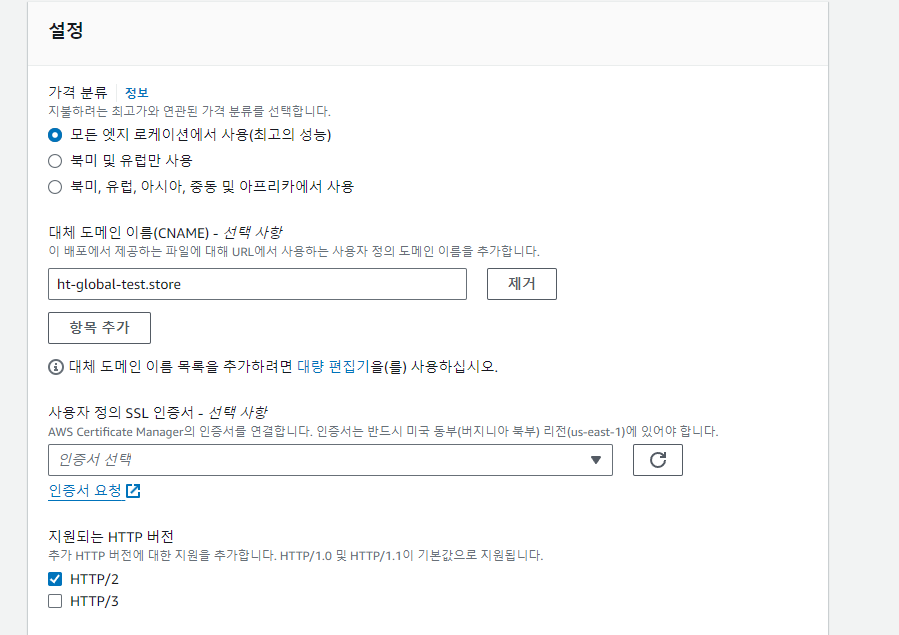 설정
가격 분류 정보
지불하려는 최고가와 연관된 가격 분류를 선택합니다.
모든 엣지 로케이션에서 사용(최고의 성능)
북미 및 유럽만 사용
북미, 유럽, 아시아, 중동 및 아프리카에서 사용
대체 도메인 이름(CNAME) - 선택 사항
이 배포에서 제공하는 파일에 대해 URL에서 사용하는 사용자 정의 도메인 이름을 추가합니다.
ht-global-test.store 제거
항목 추가
대체 도메인 이름 목록을 추가하려면 대량 편집기을(를) 사용하십시오.
사용자 정의 SSL 인증서 - 선택 사항
AWS Certificate Manager의 인증서를 연결합니다. 인증서는 반드시 미국 동부(버지니아 북부) 리전(us-east-1)에 있어야 합니다.
인증서 선택
인증서 요청
지원되는 HTTP 버전
추가 HTTP 버전에 대한 지원을 추가합니다. HTTP/1.0 및 HTTP/1.1이 기본값으로 지원됩니다.
HTTP/2
HTTP/3